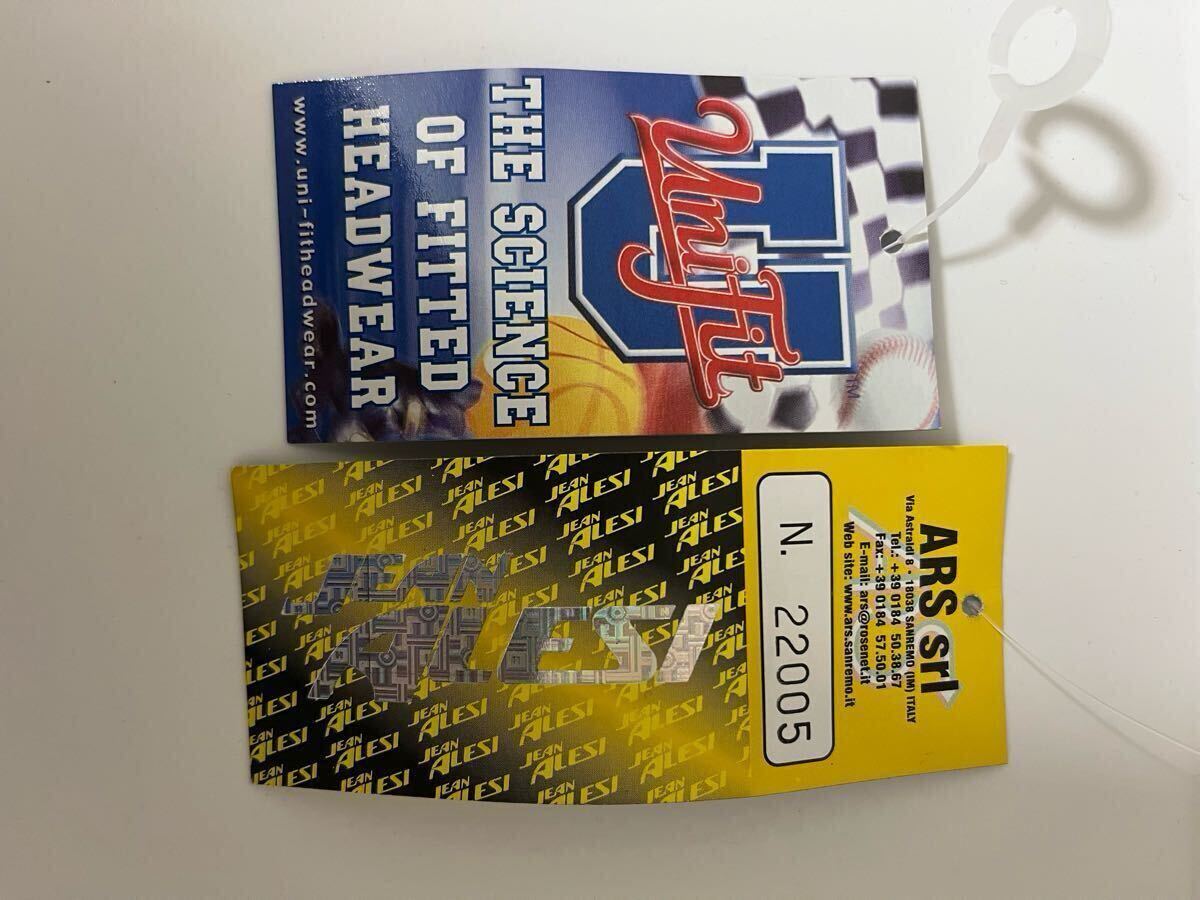 UniFit
TM
THE SCIENCE
OF FITTED
HEADWEAR
www.uni-fitheadwear.com
ARS srl
Via Astraldi 8 - 18038 SANREMO (IM) ITALY
Tel.: +39 0184 50.38.67
Fax: +39 0184 57.50.01
E-mail: ars@rosenet.it
Web site: www.ars.sanremo.it
N. 22005
JEAN
ALESI